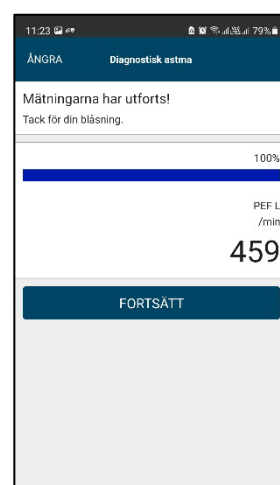 11:23
79%
ÅNGRA Diagnostisk astma
Mätningarna har utforts!
Tack för din blåsning.
100%
PEF L
/min
459
FORTSÄTT